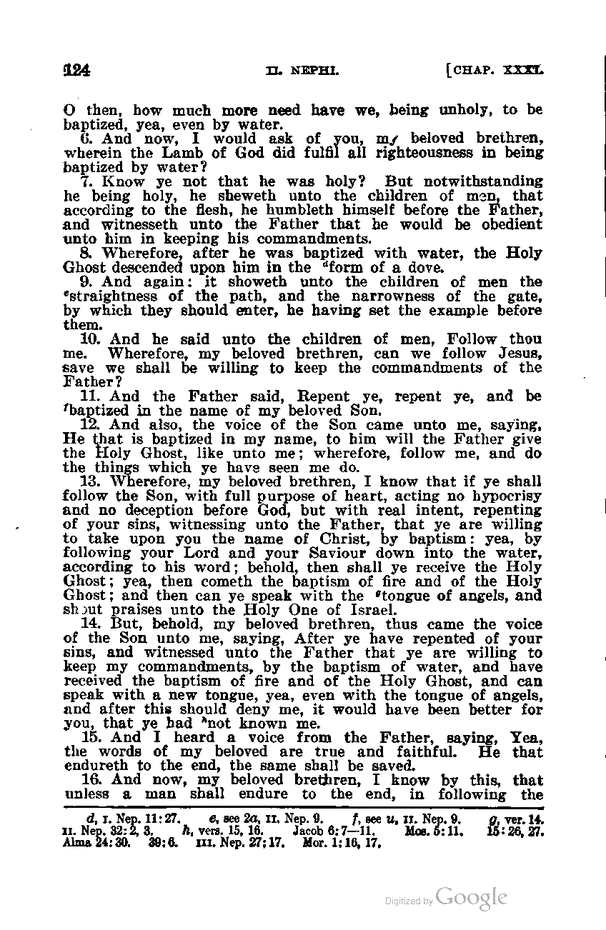 124 II. NEPHI. [CHAP. XXXI.
O then, how much more need have we, being unholy, to be
baptized, yea, even by water.
6. And now, I would ask of you, my beloved brethren,
wherein the Lamb of God did fulfil all righteousness in being
baptized by water?
7. Know ye not that he was holy? But notwithstanding
he being holy, he sheweth unto the children of men, that
according to the flesh, he humbleth himself before the Father,
and witnesseth unto the Father that he would be obedient
unto him in keeping his commandments.
8. Wherefore, after he was baptized with water, the Holy
Ghost descended upon him in the dform of a dove.
9. And again: it showeth unto the children of men the
estraightness of the path, and the narrowness of the gate,
by which they should enter, he having set the example before
them.
10. And he said unto the children of men, Follow thou
me. Wherefore, my beloved brethren, can we follow Jesus,
save we shall be willing to keep the commandments of the
Father?
11. And the Father said, Repent ye, repent ye, and be
fbaptized in the name of my beloved Son.
12. And also, the voice of the Son came unto me, saying,
He that is baptized in my name, to him will the Father give
the Holy Ghost, like unto me; wherefore, follow me, and do
the things which ye have seen me do.
13. Wherefore, my beloved brethren, I know that if ye shall
follow the Son, with full purpose of heart, acting no hypocrisy
and no deception before God, but with real intent, repenting
of your sins, witnessing unto the Father, that ye are willing
to take upon you the name of Christ, by baptism: yea, by
following your Lord and your Saviour down into the water,
according to his word; behold, then shall ye receive the Holy
Ghost; yea, then cometh the baptism of fire and of the Holy
Ghost; and then can ye speak with the gtongue of angels, and
shout praises unto the Holy One of Israel.
14. But, behold, my beloved brethren, thus came the voice
of the Son unto me, saying, After ye have repented of your
sins, and witnessed unto the Father that ye are willing to
keep my commandments, by the baptism of water, and have
received the baptism of fire and of the Holy Ghost, and can
speak with a new tongue, yea, even with the tongue of angels,
and after this should deny me, it would have been better for
you, that ye had hnot known me.
15. And I heard a voice from the Father, saying, Yea,
the words of my beloved are true and faithful. He that
endureth to the end, the same shall be saved.
16. And now, my beloved brethren, I know by this, that
unless a man shall endure to the end, in following the
d, I. Nep. 11:27. e, see 2a, II. Nep. 9. f, see u, II. Nep. 9. g, ver. 14.
II. Nep. 32:2, 3. h, vers. 15, 16. Jacob 6:7—11. Mos. 5:11. 15:26, 27.
Alma 24:30. 39:6. III. Nep. 27:17. Mor. 1:16, 17.
Digitized by Google